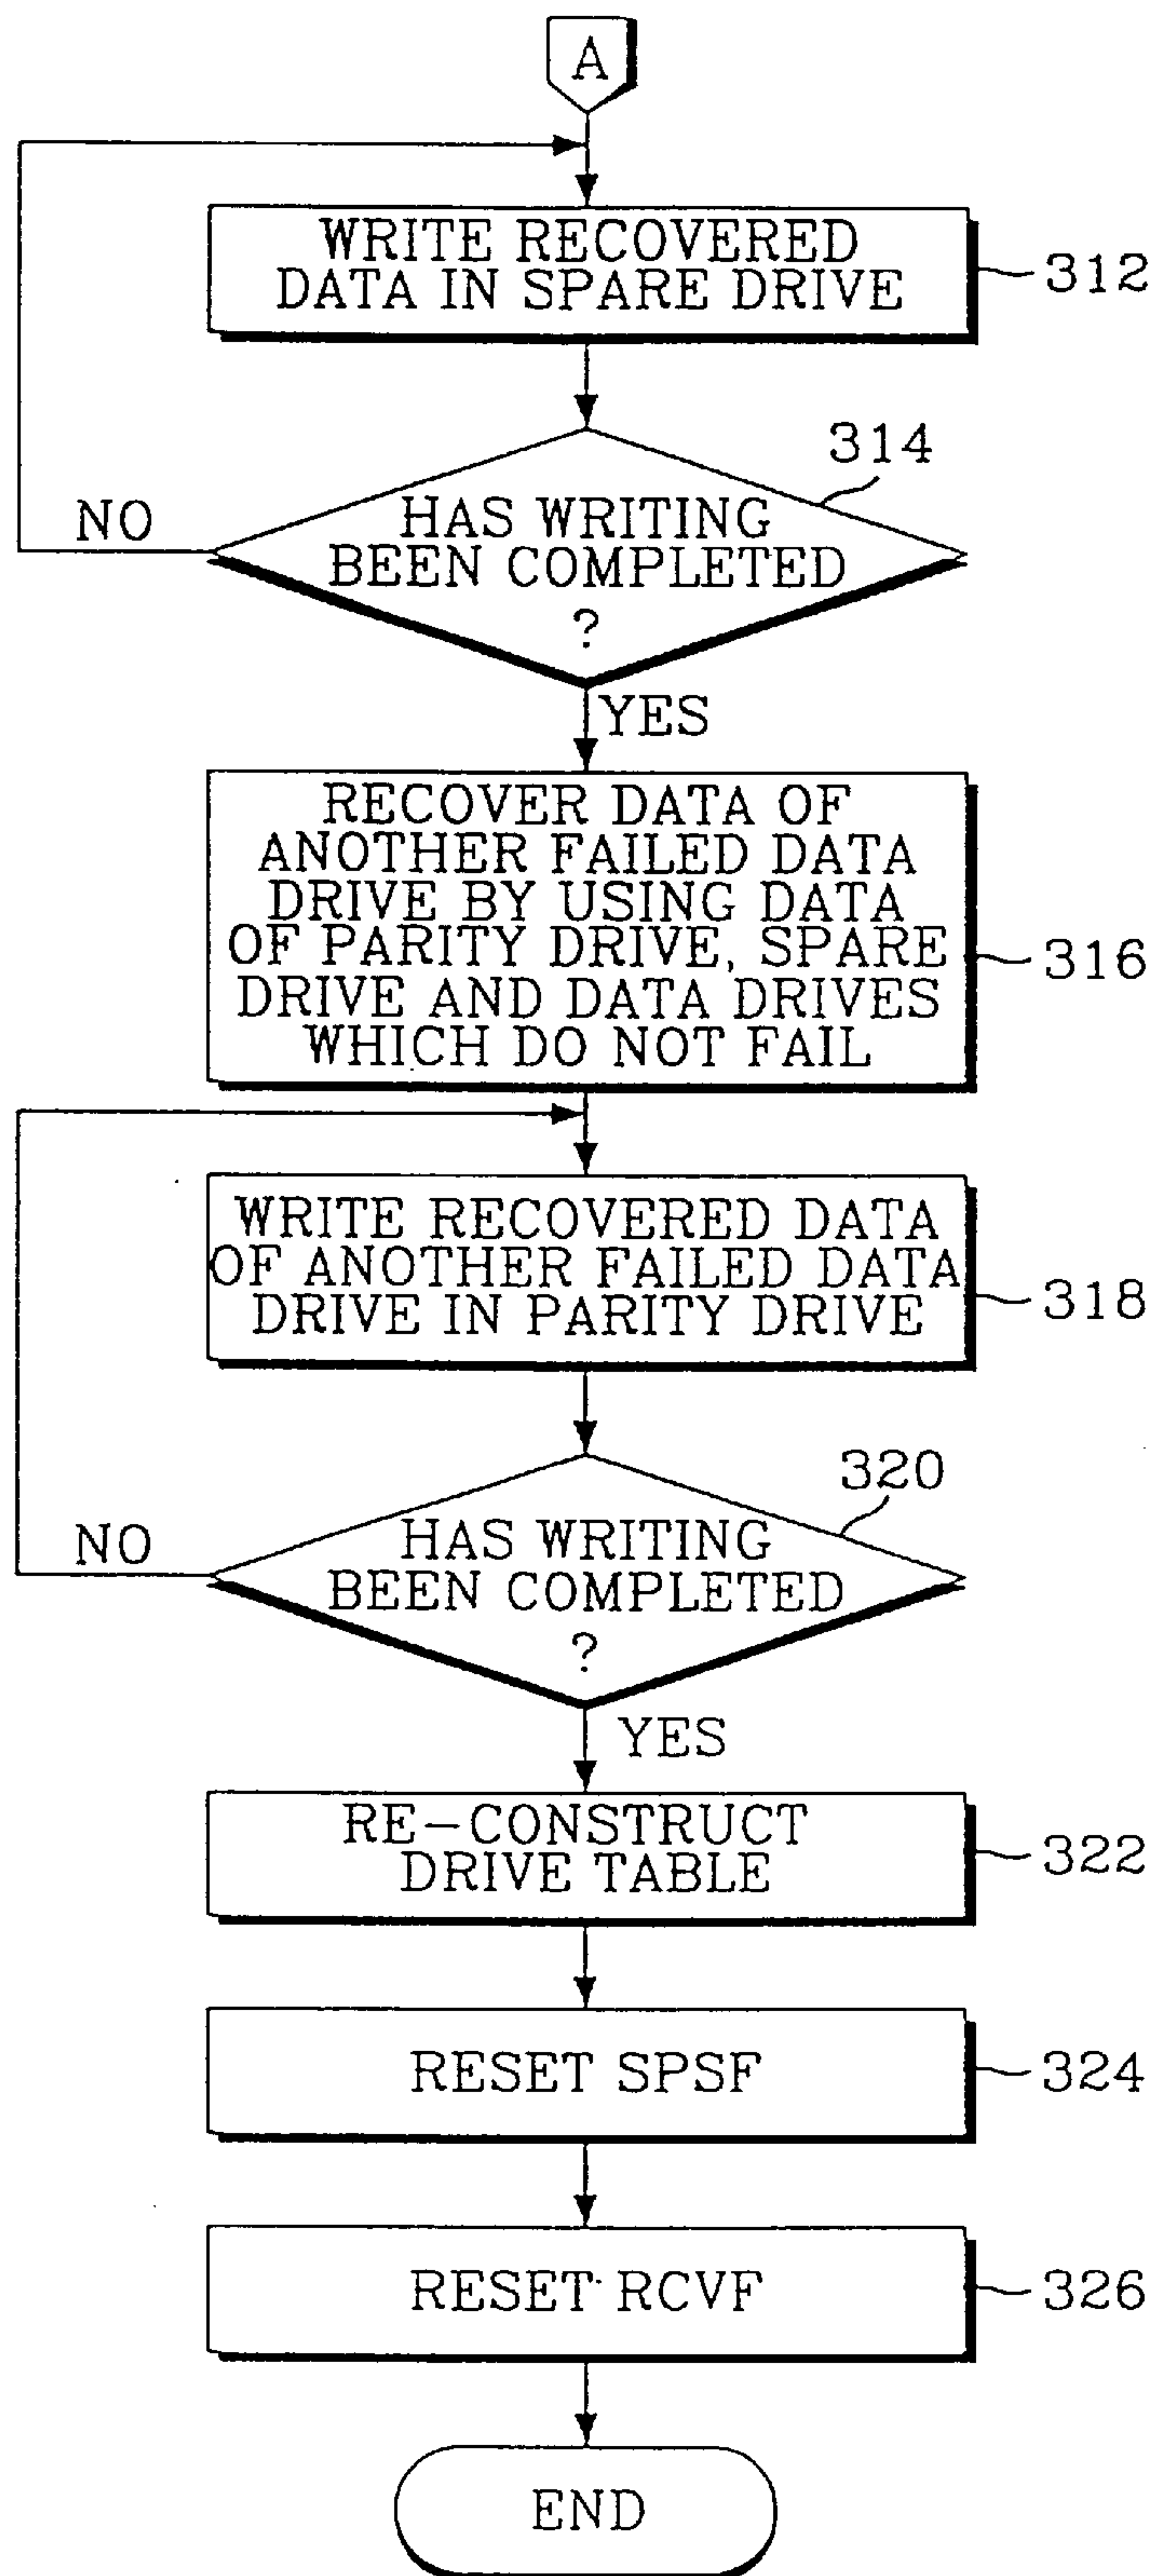 A
WRITE RECOVERED
DATA IN SPARE DRIVE
312
314
HAS WRITING
BEEN COMPLETED
?
NO
YES
RECOVER DATA OF
ANOTHER FAILED DATA
DRIVE BY USING DATA
OF PARITY DRIVE, SPARE
DRIVE AND DATA DRIVES
WHICH DO NOT FAIL
316
WRITE RECOVERED DATA
OF ANOTHER FAILED DATA
DRIVE IN PARITY DRIVE
318
320
HAS WRITING
BEEN COMPLETED
?
NO
YES
RE-CONSTRUCT
DRIVE TABLE
322
RESET SPSF
324
RESET RCVF
326
END